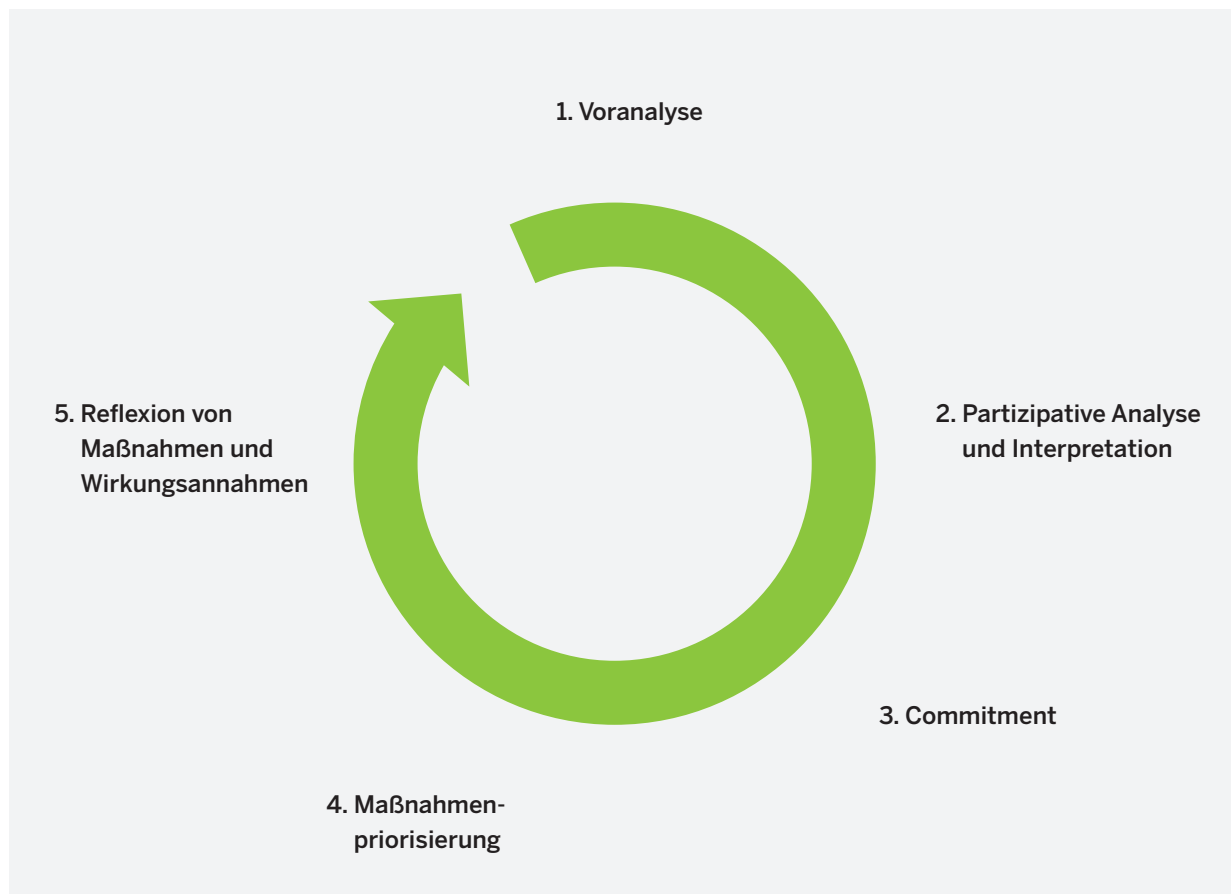 1. Voranalyse
2. Partizipative Analyse
und Interpretation
3. Commitment
4. Maßnahmen-
priorisierung
5. Reflexion von
Maßnahmen und
Wirkungsannahmen